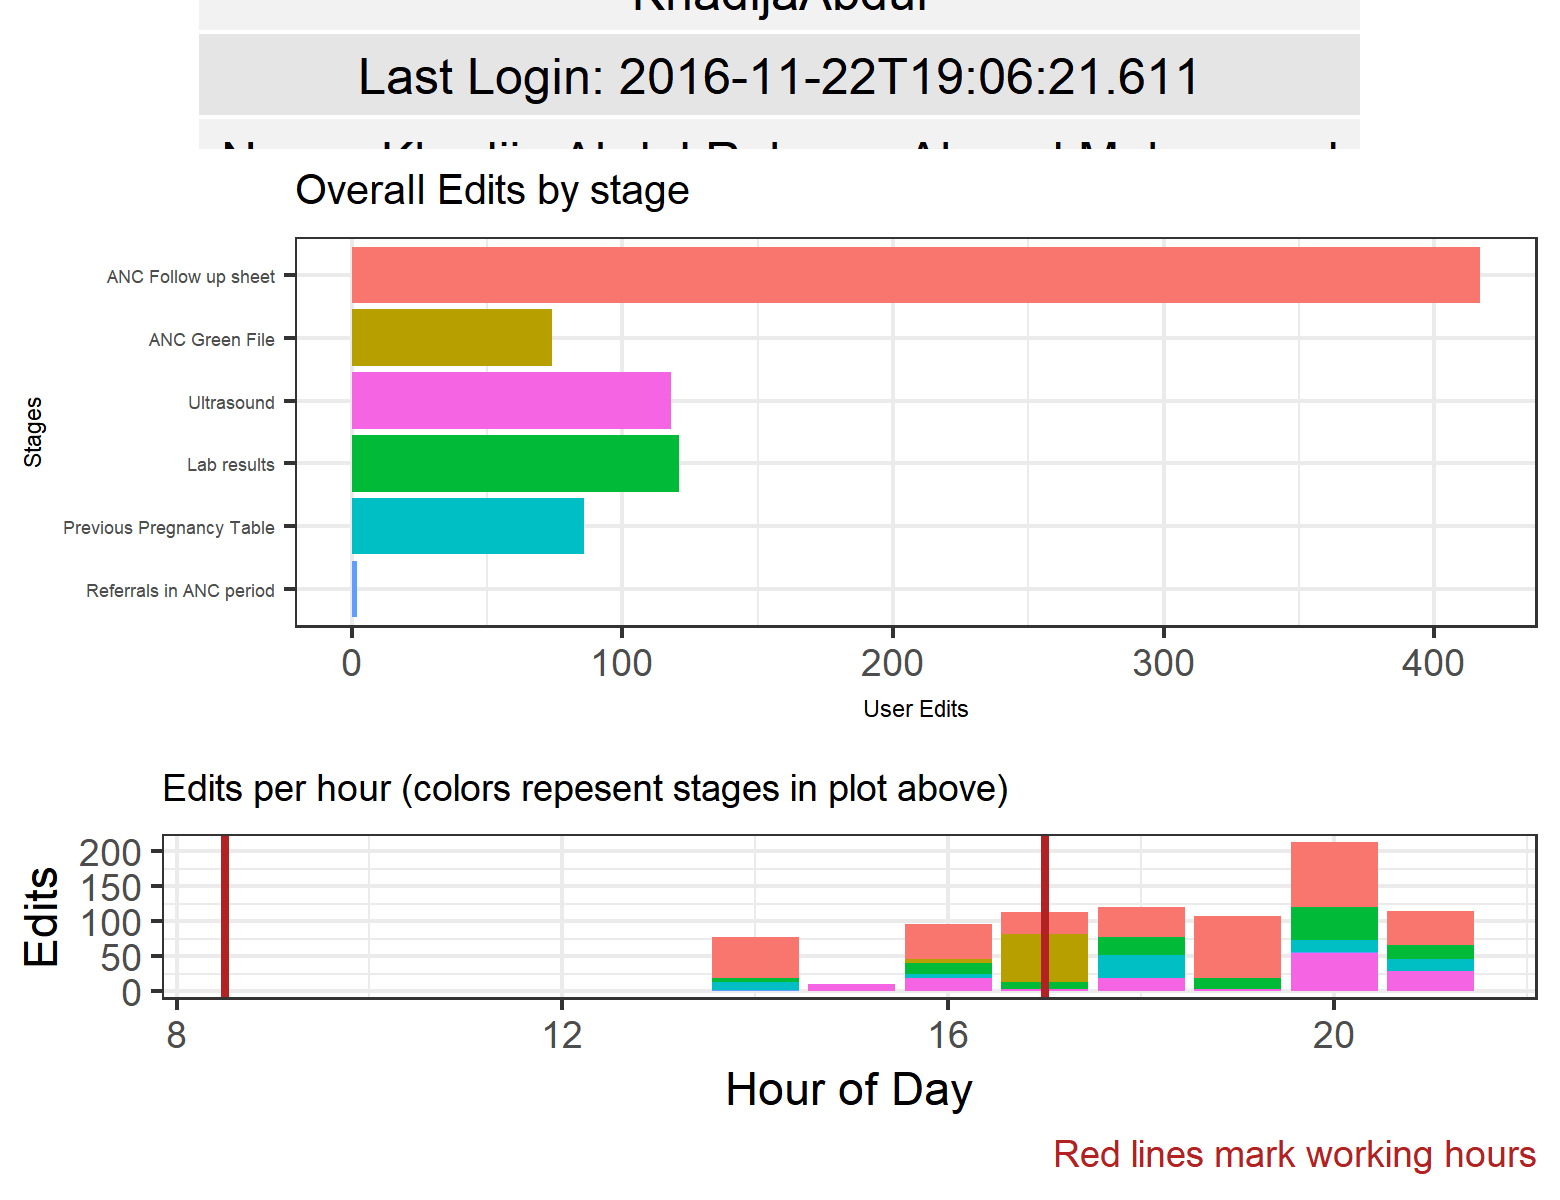 KhadijaAbdul
Last Login: 2016-11-22T19:06:21.611
Overall Edits by stage
Stages
ANC Follow up sheet
ANC Green File
Ultrasound
Lab results
Previous Pregnancy Table
Referrals in ANC period
0 100 200 300 400
User Edits
Edits per hour (colors repesent stages in plot above)
Edits
200
150
100
50
0
8 12 16 20
Hour of Day
Red lines mark working hours